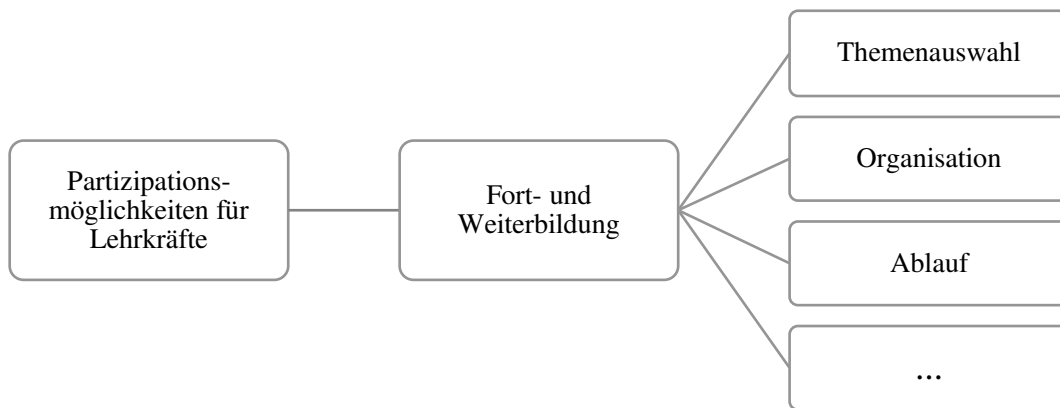 Partizipations-
möglichkeiten für
Lehrkräfte
Fort- und
Weiterbildung
Themenauswahl
Organisation
Ablauf
...